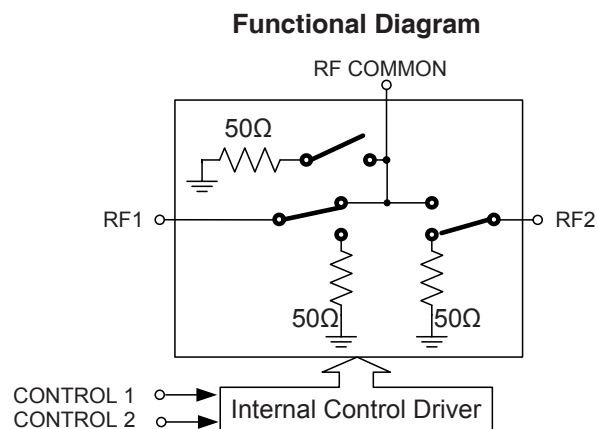 Functional Diagram
RF COMMON
50Ω
RF1
RF2
50Ω
50Ω
CONTROL 1
CONTROL 2
Internal Control Driver